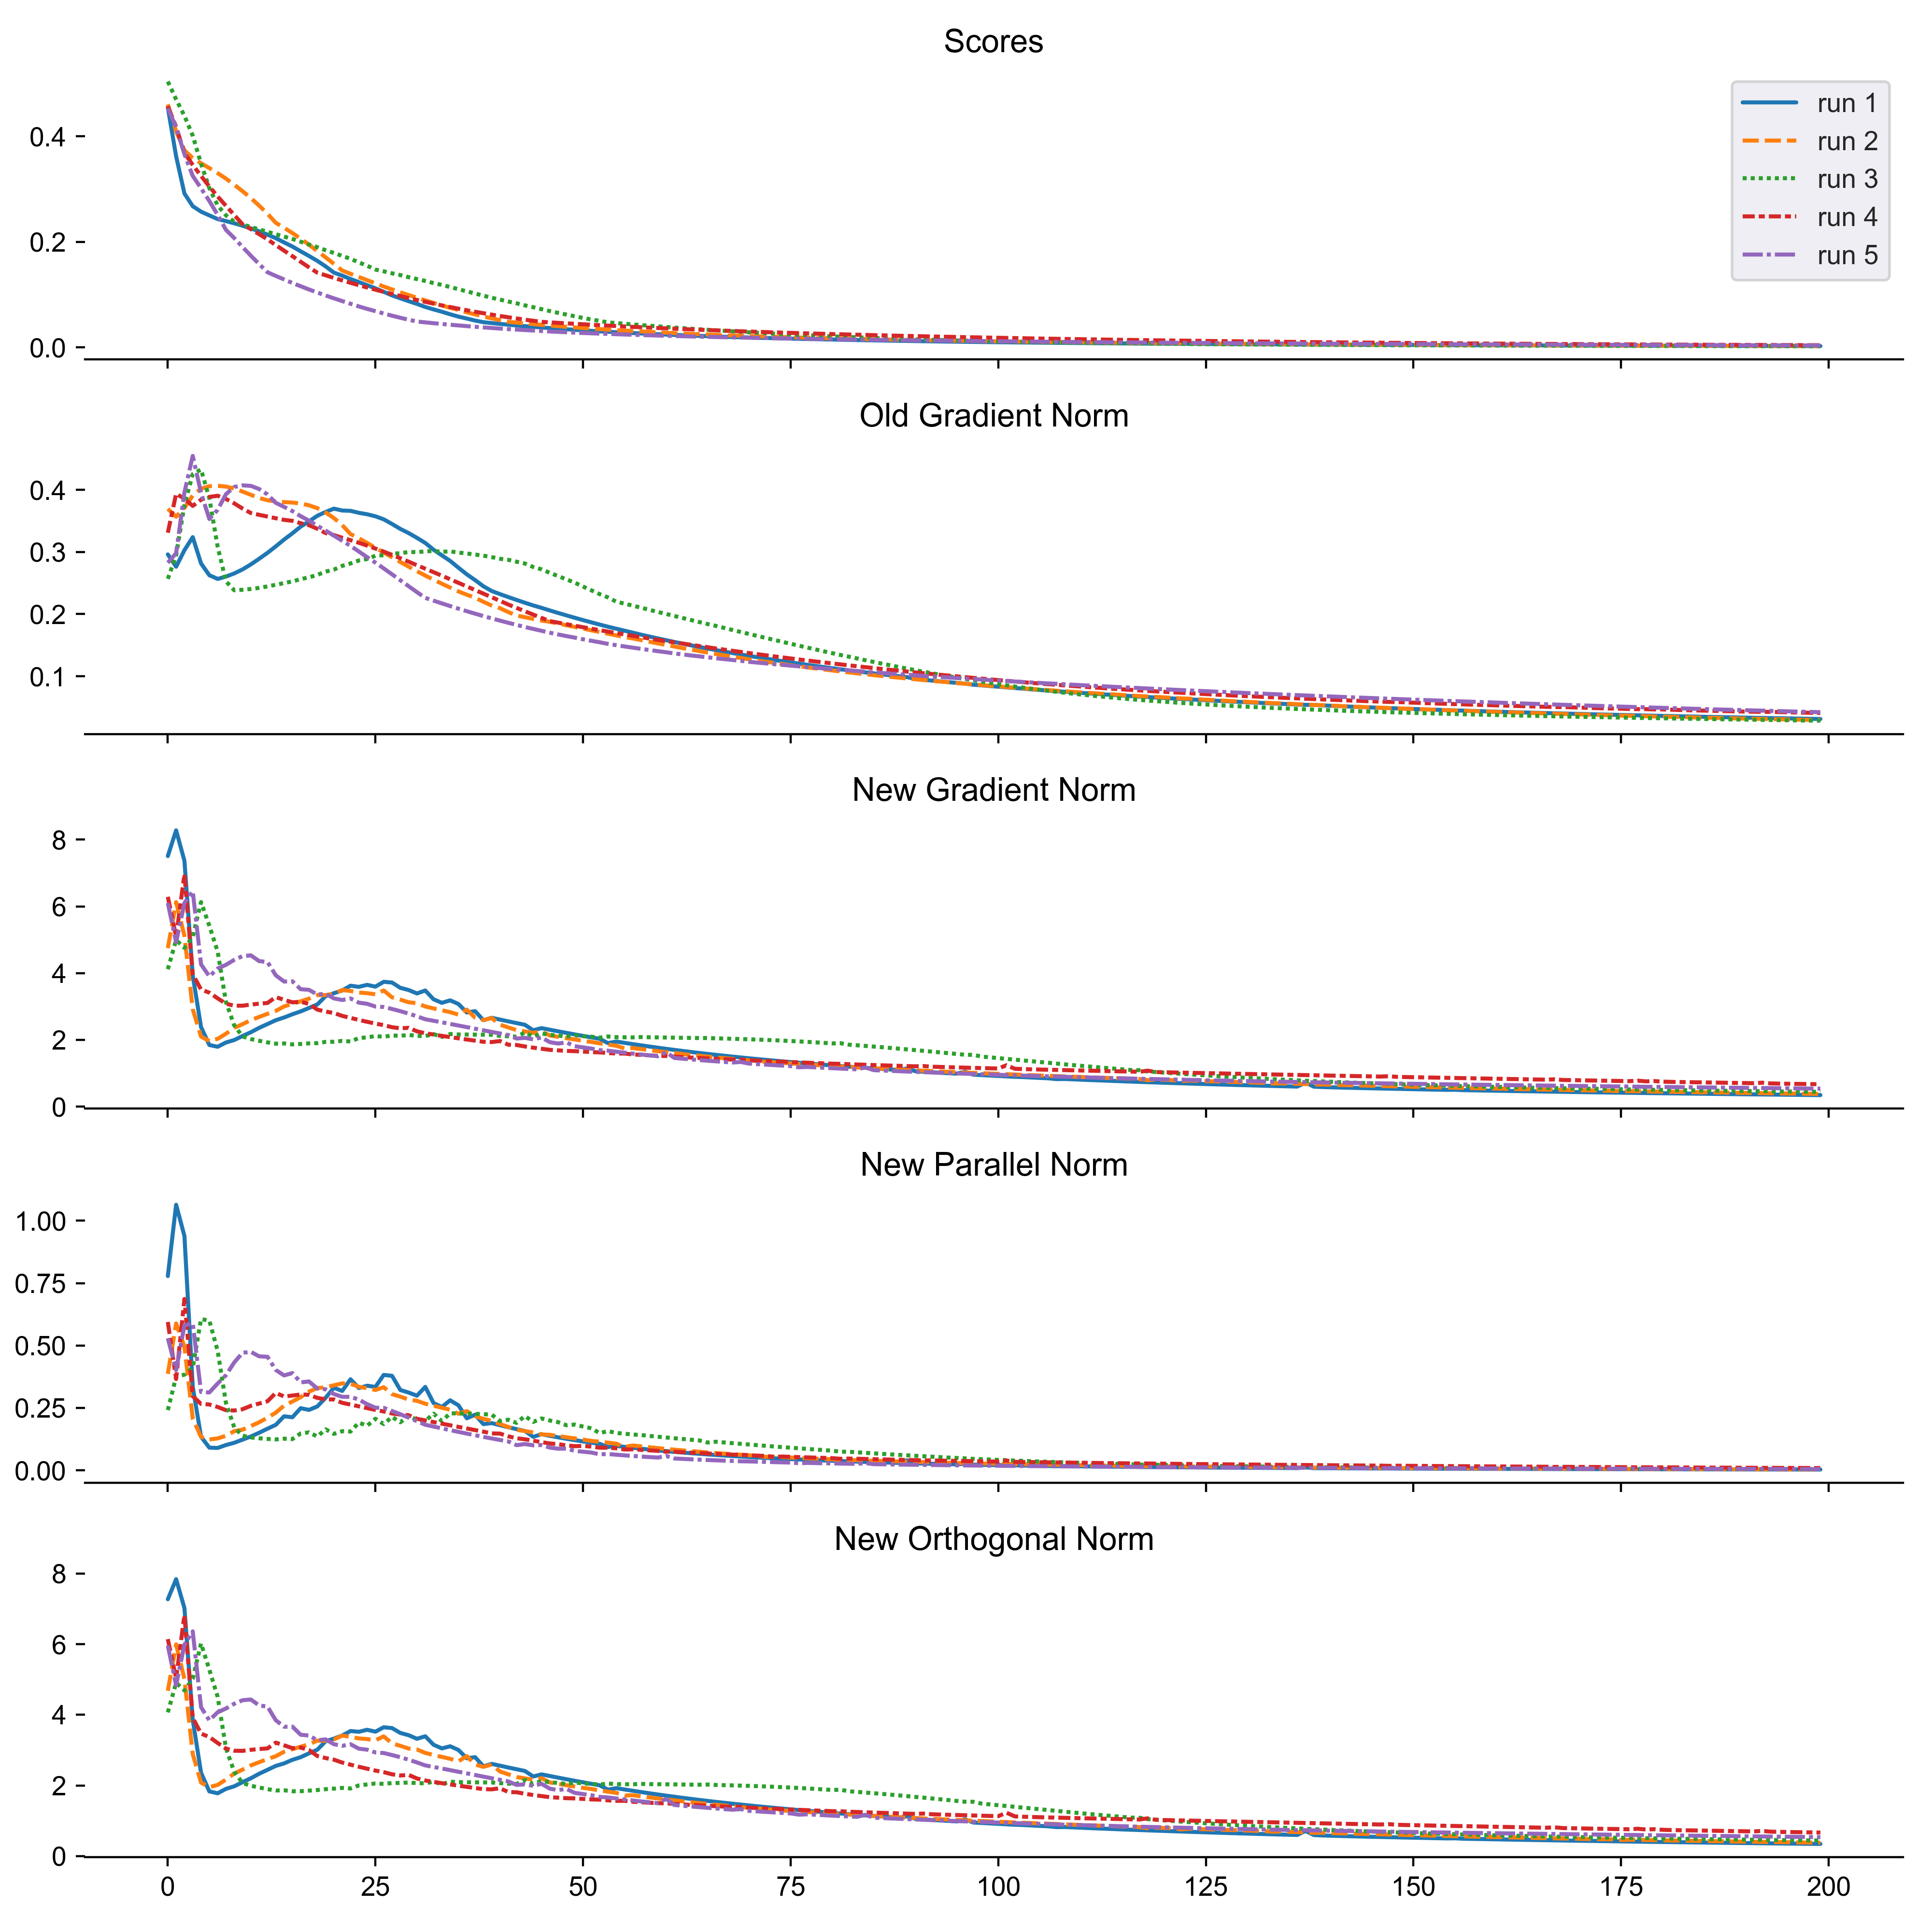 Scores
0.4
0.2
0.0
run 1
run 2
run 3
run 4
run 5
Old Gradient Norm
0.4
0.3
0.2
0.1
New Gradient Norm
8
6
4
2
0
New Parallel Norm
1.00
0.75
0.50
0.25
0.00
New Orthogonal Norm
8
6
4
2
0
0 25 50 75 100 125 150 175 200